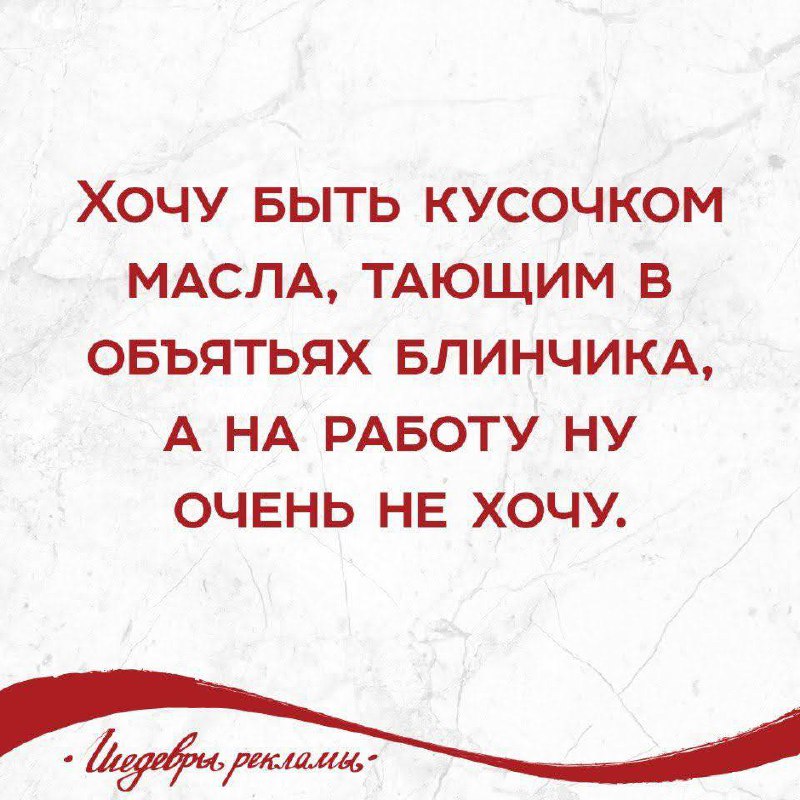 Хочу быть кусочком
масла, тающим в
объятьях блинчика,
а на работу ну
очень не хочу.
· Шедевры рекламы ·